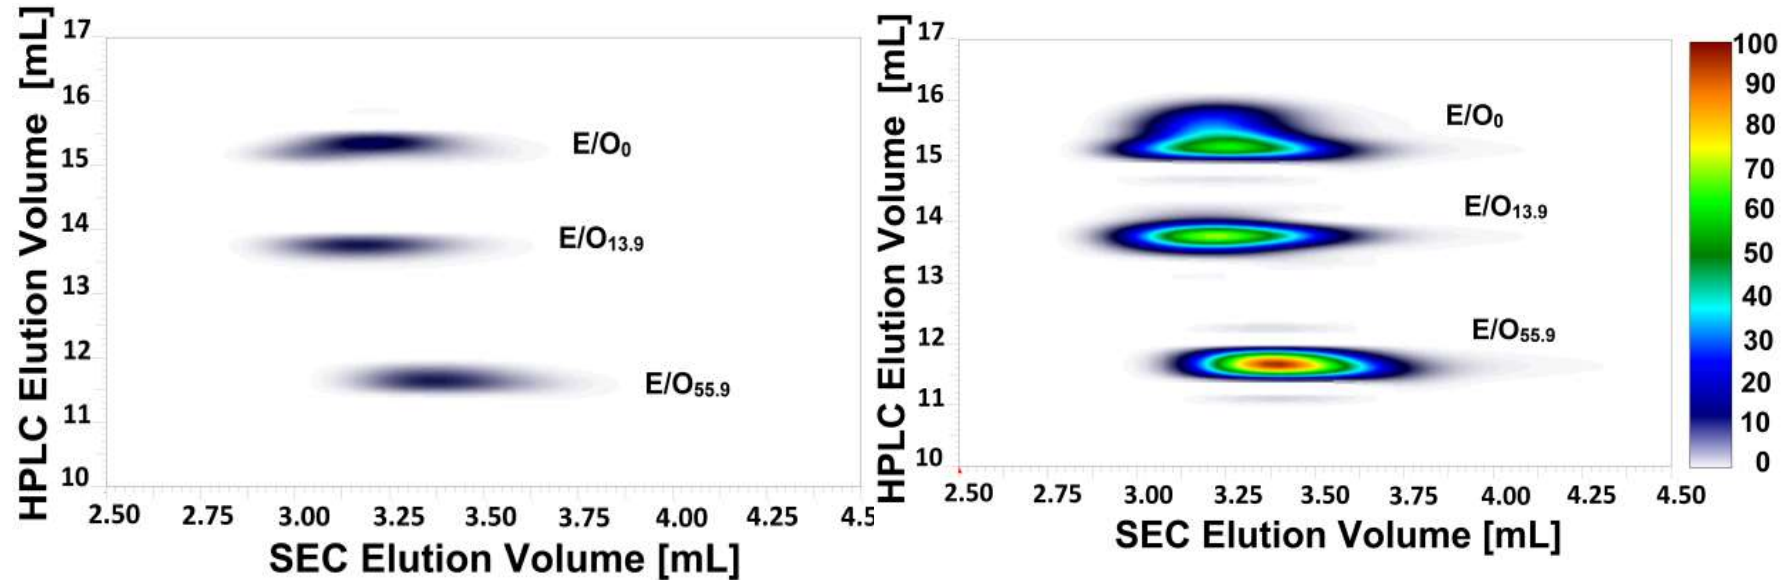 HPLC Elution Volume [mL]
17
16
15
14
13
12
11
10
E/O₀
E/O₁₃.₉
E/O₅₅.₉
2.50 2.75 3.00 3.25 3.50 3.75 4.00 4.25 4.5
SEC Elution Volume [mL]
HPLC Elution Volume [mL]
17
16
15
14
13
12
11
10
E/O₀
E/O₁₃.₉
E/O₅₅.₉
2.50 2.75 3.00 3.25 3.50 3.75 4.00 4.25 4.50
SEC Elution Volume [mL]
100
90
80
70
60
50
40
30
20
10
0